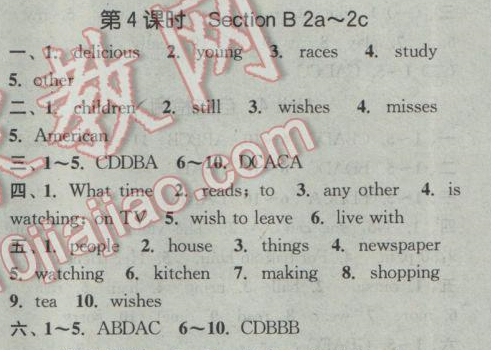 第4课时 Section B 2a～2c
一、1. delicious 2. young 3. races 4. study
5. other
二、1. children 2. still 3. wishes 4. misses
5. American
三、1～5. CDDBA 6～10. DCACA
四、1. What time 2. reads; to 3. any other 4. is
watching; on TV 5. wish to leave 6. live with
五、1. people 2. house 3. things 4. newspaper
5. watching 6. kitchen 7. making 8. shopping
9. tea 10. wishes
六、1～5. ABDAC 6～10. CDBBB